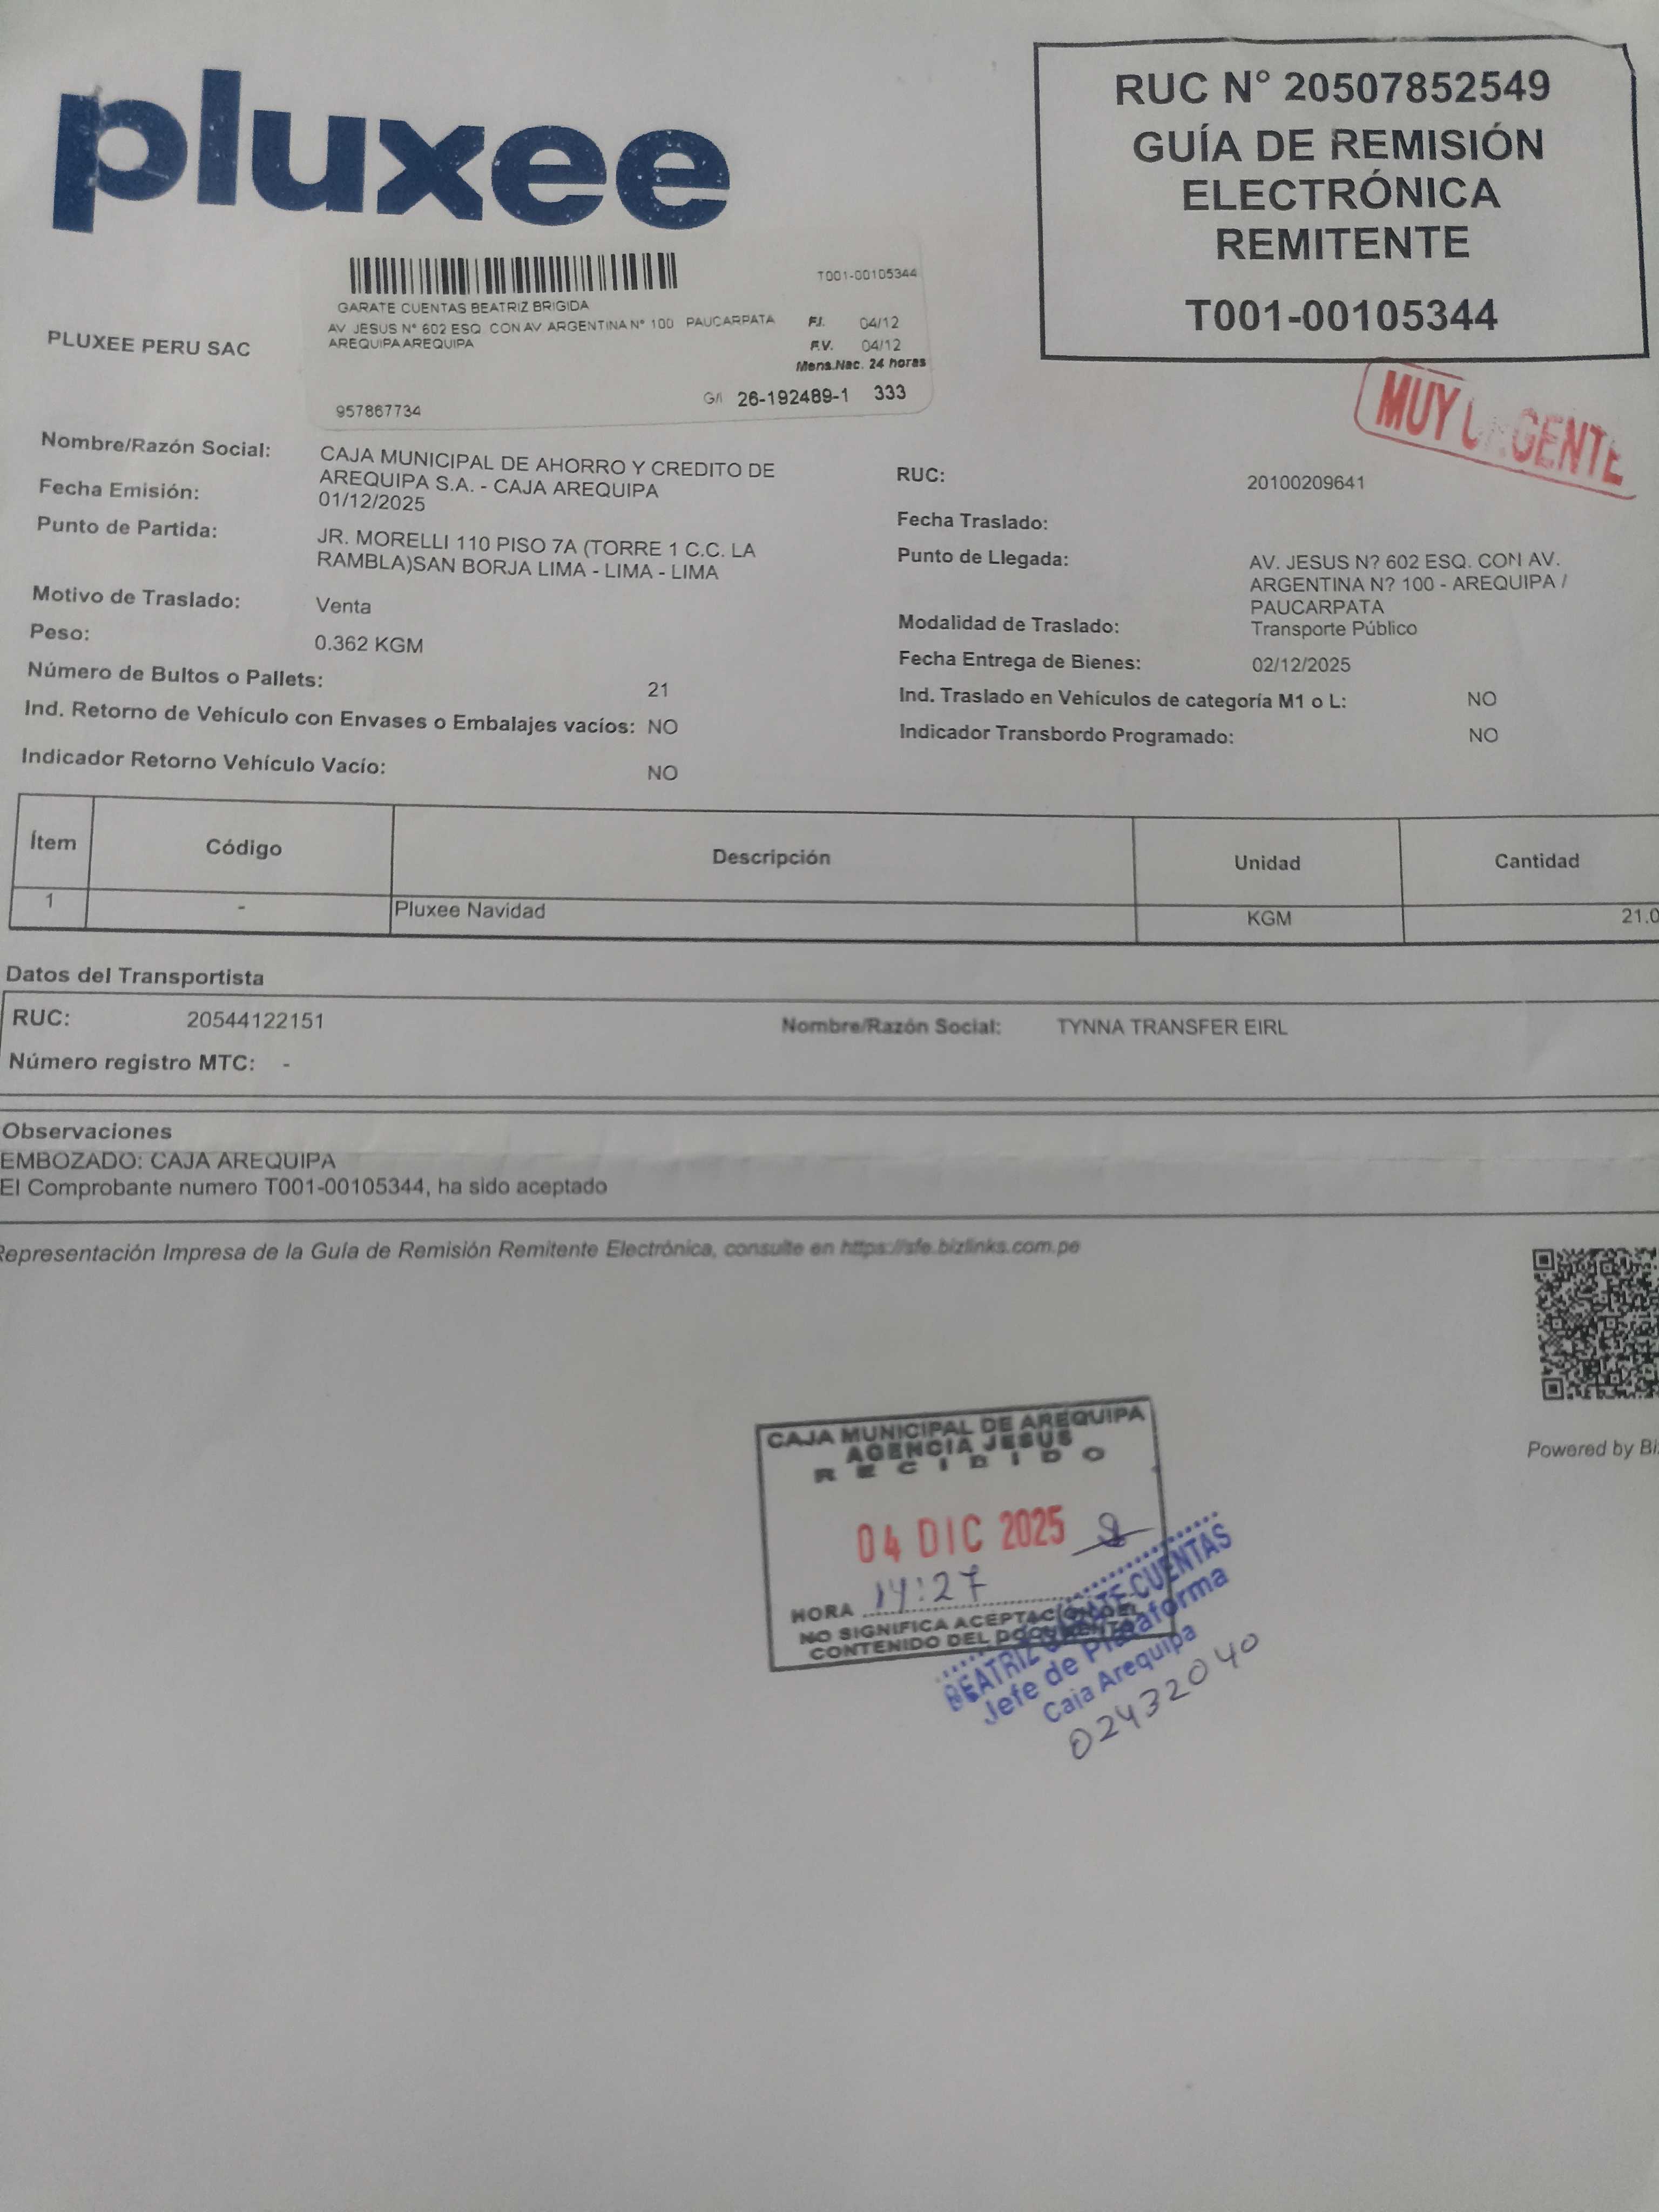 pluxee
RUC N° 20507852549
GUÍA DE REMISIÓN
ELECTRÓNICA
REMITENTE
T001-00105344
T001-00105344
GARATE CUENTAS BEATRIZ BRIGIDA
AV JESUS N° 602 ESQ. CON AV. ARGENTINA N° 100 PAUCARPATA
AREQUIPAAREQUIPA
F.I. 04/12
F.V. 04/12
Mens.Nac. 24 horas
G/I 26-192489-1 333
957867734
PLUXEE PERU SAC
MUY GENTE
Nombre/Razón Social: CAJA MUNICIPAL DE AHORRO Y CREDITO DE
AREQUIPA S.A. - CAJA AREQUIPA
RUC: 20100209641
Fecha Emisión: 01/12/2025
Fecha Traslado:
Punto de Partida: JR. MORELLI 110 PISO 7A (TORRE 1 C.C. LA
RAMBLA)SAN BORJA LIMA - LIMA - LIMA
Punto de Llegada: AV. JESUS N? 602 ESQ. CON AV.
ARGENTINA N? 100 - AREQUIPA /
PAUCARPATA
Motivo de Traslado: Venta
Modalidad de Traslado: Transporte Público
Peso: 0.362 KGM
Fecha Entrega de Bienes: 02/12/2025
Número de Bultos o Pallets: 21
Ind. Traslado en Vehículos de categoría M1 o L: NO
Ind. Retorno de Vehículo con Envases o Embalajes vacíos: NO
Indicador Transbordo Programado: NO
Indicador Retorno Vehículo Vacío: NO
Ítem Código Descripción Unidad Cantidad
1 - Pluxee Navidad KGM 21.0
Datos del Transportista
RUC: 20544122151 Nombre/Razón Social: TYNNA TRANSFER EIRL
Número registro MTC: -
Observaciones
EMBOZADO: CAJA AREQUIPA
El Comprobante numero T001-00105344, ha sido aceptado
Representación Impresa de la Guía de Remisión Remitente Electrónica, consulte en https://sfe.bizlinks.com.pe
Powered by Bi
CAJA MUNICIPAL DE AREQUIPA
AGENCIA JESUS
RECIBIDO
04 DIC 2025
HORA 14:27
NO SIGNIFICA ACEPTACIÓN DEL
CONTENIDO DEL DOCUMENTO
BEATRIZ GARATE CUENTAS
Jefe de Plataforma
Caja Arequipa
02432040